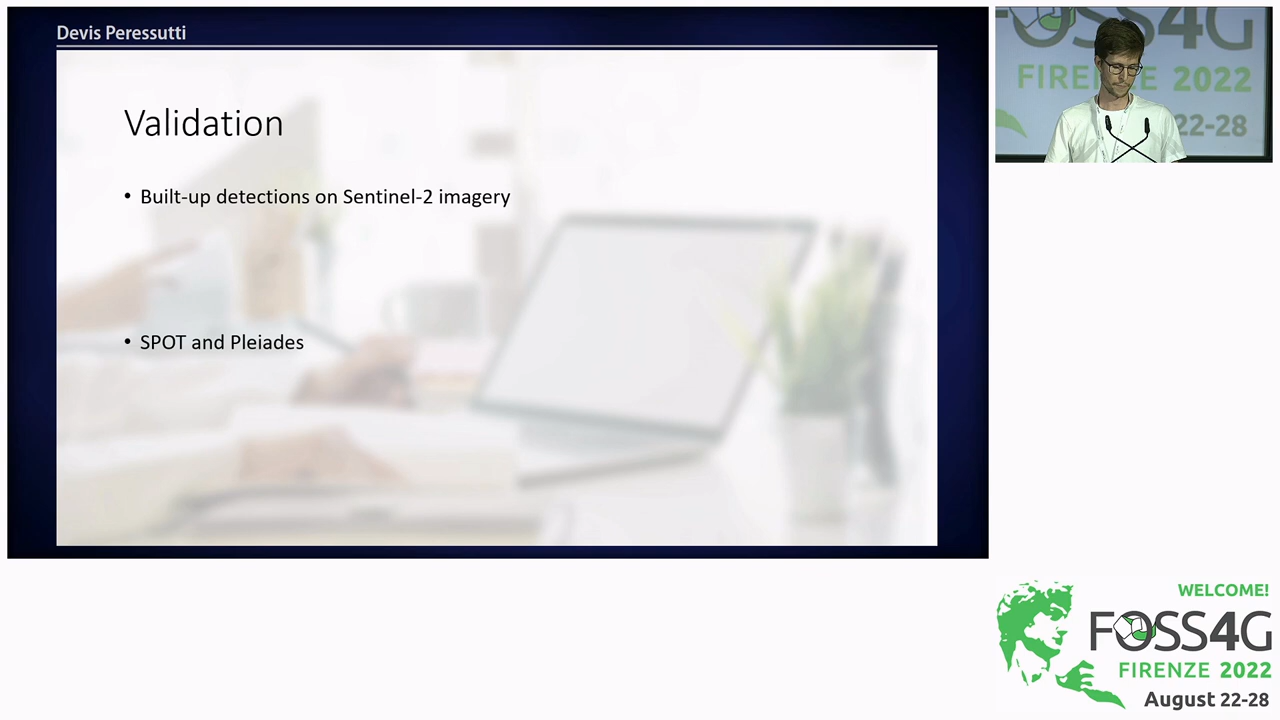 Devis Peressutti
Validation
• Built-up detections on Sentinel-2 imagery
• SPOT and Pleiades
FOSS4G
FIRENZE 2022
22-28
WELCOME!
FOSS4G
FIRENZE 2022
August 22-28